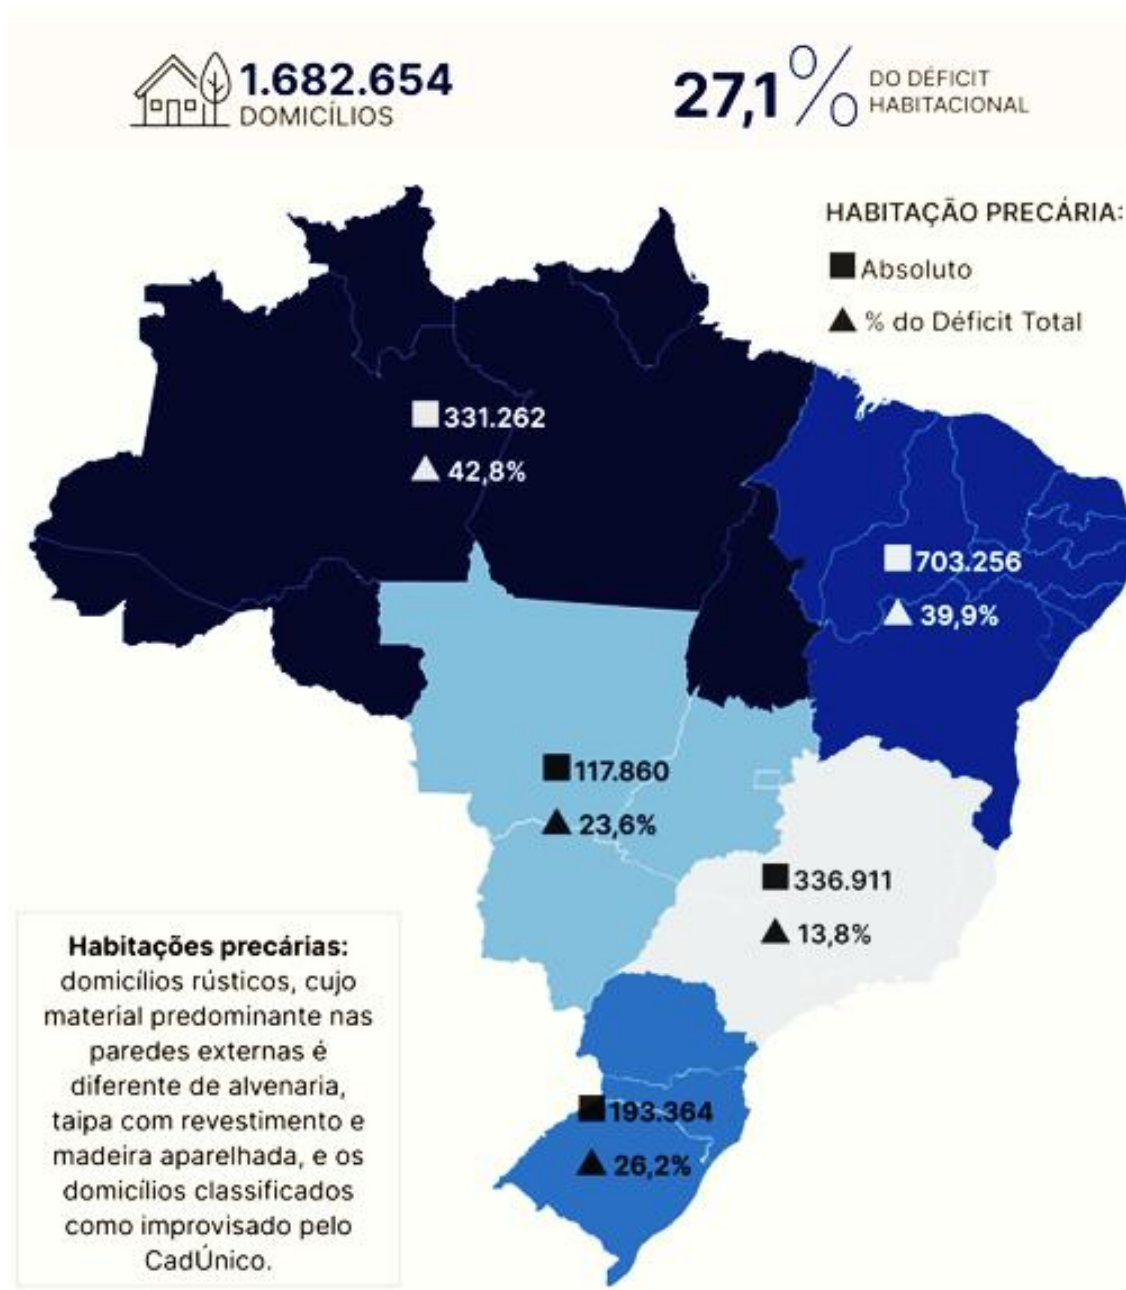 1.682.654
DOMICÍLIOS
27,1%
DO DÉFICIT
HABITACIONAL
HABITAÇÃO PRECÁRIA:
Absoluto
% do Déficit Total
331.262
42,8%
703.256
39,9%
117.860
23,6%
336.911
13,8%
193.364
26,2%
Habitações precárias:
domicílios rústicos, cujo
material predominante nas
paredes externas é
diferente de alvenaria,
taipa com revestimento e
madeira aparelhada, e os
domicílios classificados
como improvisado pelo
CadÚnico.